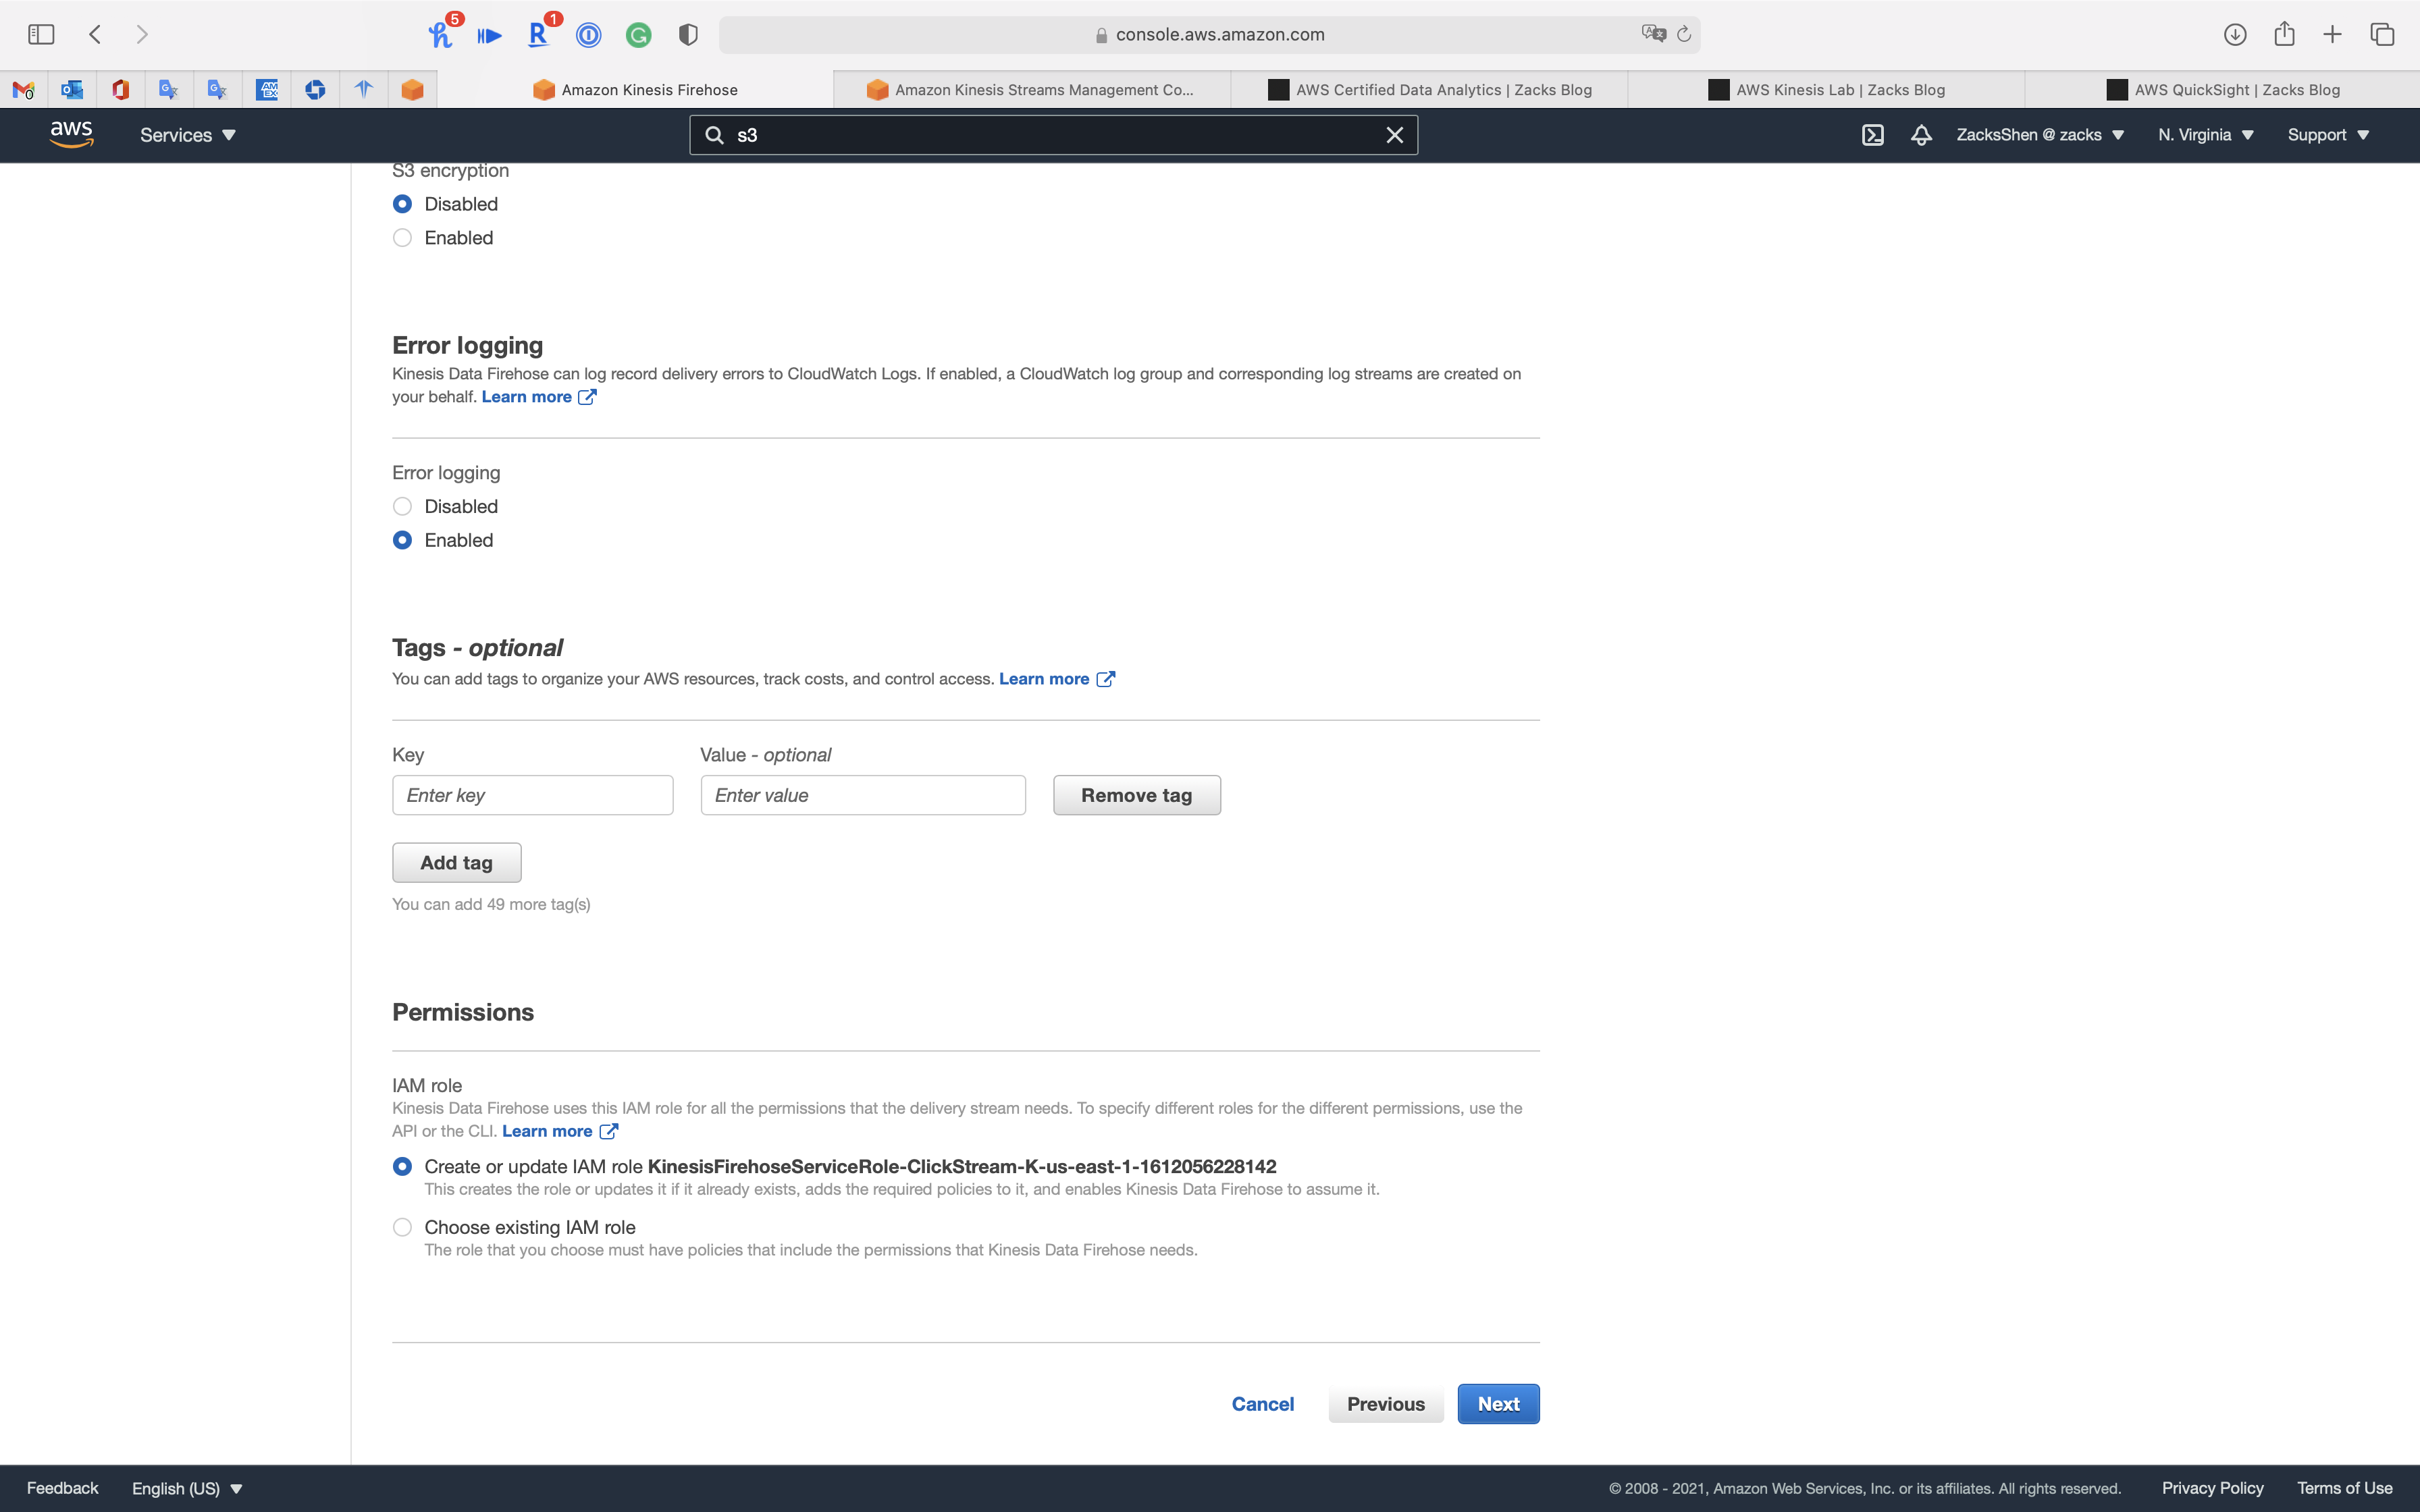 5
1
console.aws.amazon.com
Amazon Kinesis Firehose
Amazon Kinesis Streams Management Co...
AWS Certified Data Analytics | Zacks Blog
AWS Kinesis Lab | Zacks Blog
AWS QuickSight | Zacks Blog
aws
Services
s3
ZacksShen @ zacks
N. Virginia
Support
S3 encryption
Disabled
Enabled
Error logging
Kinesis Data Firehose can log record delivery errors to CloudWatch Logs. If enabled, a CloudWatch log group and corresponding log streams are created on
your behalf. Learn more
Error logging
Disabled
Enabled
Tags - optional
You can add tags to organize your AWS resources, track costs, and control access. Learn more
Key
Value - optional
Enter key
Enter value
Remove tag
Add tag
You can add 49 more tag(s)
Permissions
IAM role
Kinesis Data Firehose uses this IAM role for all the permissions that the delivery stream needs. To specify different roles for the different permissions, use the
API or the CLI. Learn more
Create or update IAM role KinesisFirehoseServiceRole-ClickStream-K-us-east-1-1612056228142
This creates the role or updates it if it already exists, adds the required policies to it, and enables Kinesis Data Firehose to assume it.
Choose existing IAM role
The role that you choose must have policies that include the permissions that Kinesis Data Firehose needs.
Cancel
Previous
Next
Feedback
English (US)
© 2008 - 2021, Amazon Web Services, Inc. or its affiliates. All rights reserved.
Privacy Policy
Terms of Use